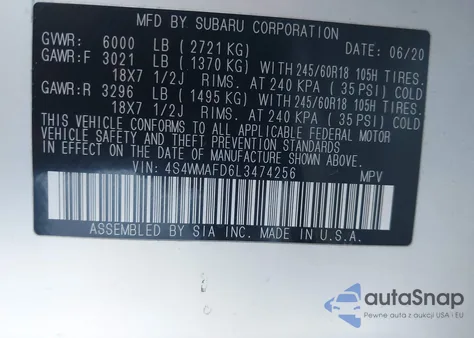 MFD BY SUBARU CORPORATION
GVWR: 6000 LB (2721 KG) DATE: 06/20
GAWR:F 3021 LB (1370 KG) WITH 245/60R18 105H TIRES.
18X7 1/2J RIMS. AT 240 KPA (35 PSI) COLD
GAWR:R 3296 LB (1495 KG) WITH 245/60R18 105H TIRES.
18X7 1/2J RIMS. AT 240 KPA (35 PSI) COLD
THIS VEHICLE CONFORMS TO ALL APPLICABLE FEDERAL MOTOR
VEHICLE SAFETY AND THEFT PREVENTION STANDARDS
IN EFFECT ON THE DATE OF MANUFACTURE SHOWN ABOVE.
VIN: 4S4WMAFD6L3474256 MPV
ASSEMBLED BY SIA INC. MADE IN U.S.A.
autoSnap
Pewne auta z aukcji USA i EU